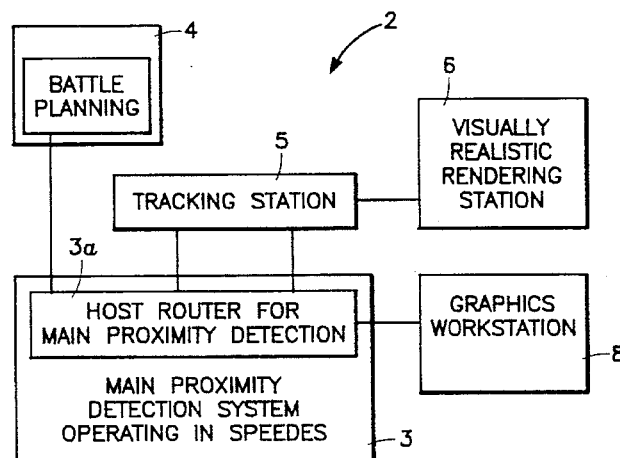 4
2
BATTLE
PLANNING
6
VISUALLY
REALISTIC
RENDERING
STATION
5
TRACKING STATION
3a
HOST ROUTER FOR
MAIN PROXIMITY DETECTION
GRAPHICS
WORKSTATION
8
MAIN PROXIMITY
DETECTION SYSTEM
OPERATING IN SPEEDES
3